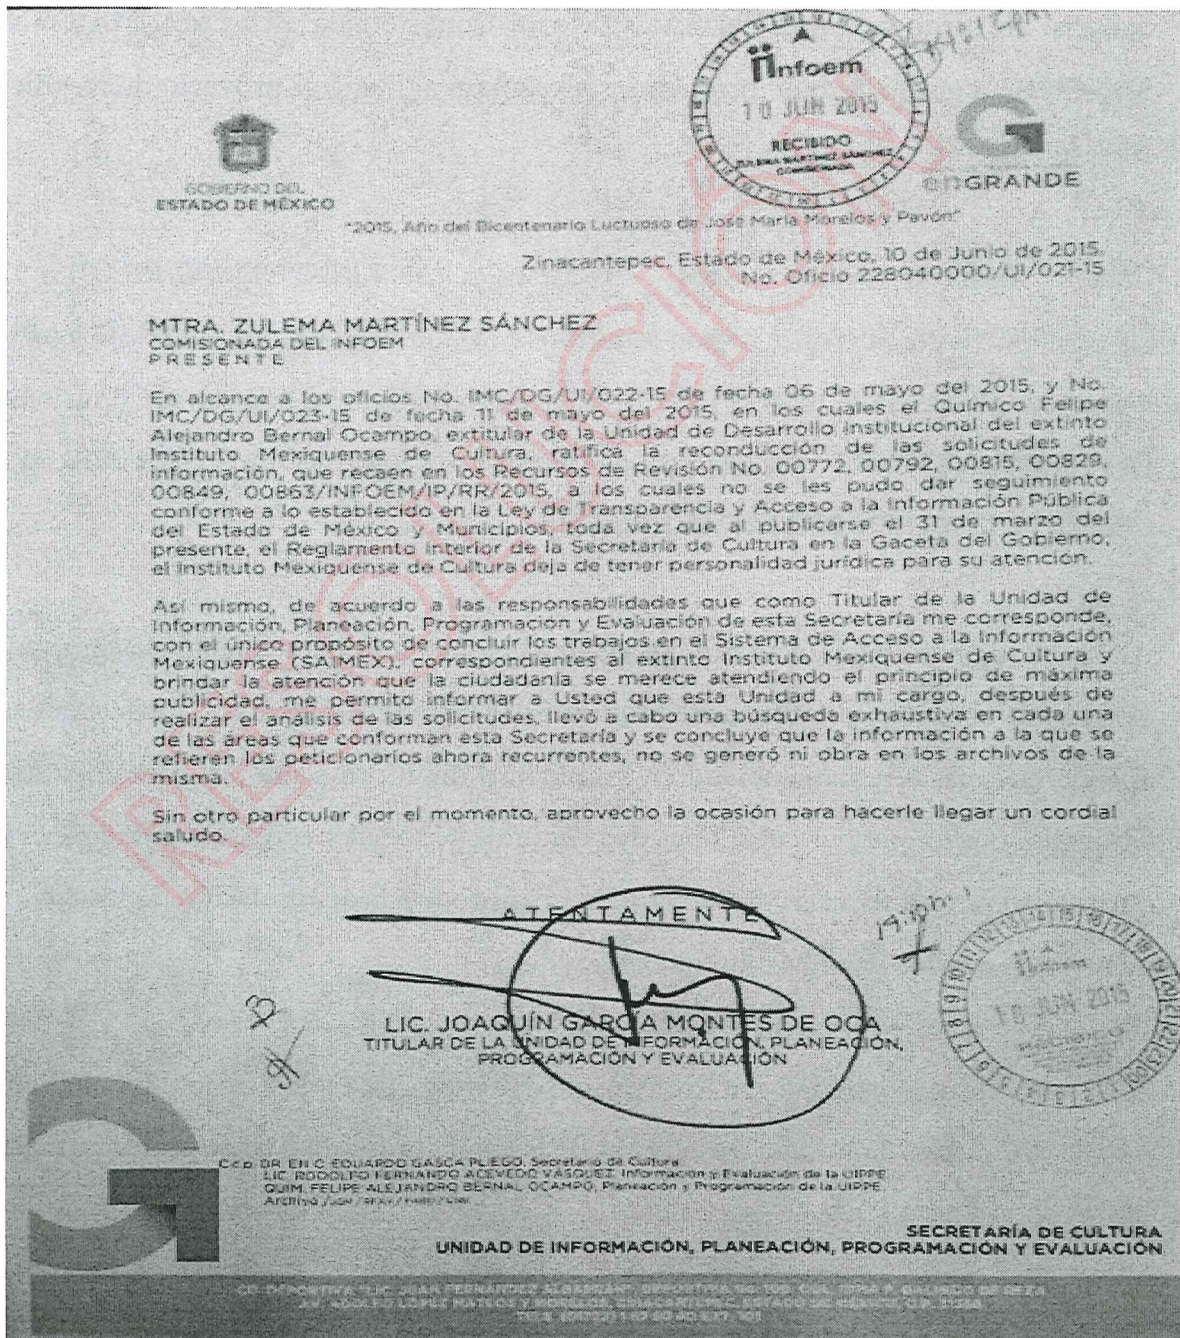 infoem
10 JUN 2015
RECIBIDO
ZULEMA MARTÍNEZ SÁNCHEZ
COMISIONADA
GOBIERNO DEL
ESTADO DE MÉXICO
enGRANDE
"2015, Año del Bicentenario Luctuoso de José María Morelos y Pavón"
Zinacantepec, Estado de México, 10 de Junio de 2015.
No. Oficio 228040000/UI/021-15
MTRA. ZULEMA MARTÍNEZ SÁNCHEZ
COMISIONADA DEL INFOEM
P R E S E N T E
En alcance a los oficios No. IMC/DG/UI/022-15 de fecha 06 de mayo del 2015, y No.
IMC/DG/UI/023-15 de fecha 11 de mayo del 2015, en los cuales el Químico Felipe
Alejandro Bernal Ocampo, extitular de la Unidad de Desarrollo Institucional del extinto
Instituto Mexiquense de Cultura, ratifica la reconducción de las solicitudes de
información, que recaen en los Recursos de Revisión No. 00772, 00792, 00815, 00829,
00849, 00863/INFOEM/IP/RR/2015, a los cuales no se les pudo dar seguimiento
conforme a lo establecido en la Ley de Transparencia y Acceso a la Información Pública
del Estado de México y Municipios, toda vez que al publicarse el 31 de marzo del
presente, el Reglamento Interior de la Secretaría de Cultura en la Gaceta del Gobierno,
el Instituto Mexiquense de Cultura deja de tener personalidad jurídica para su atención.
Así mismo, de acuerdo a las responsabilidades que como Titular de la Unidad de
Información, Planeación, Programación y Evaluación de esta Secretaría me corresponde,
con el único propósito de concluir los trabajos en el Sistema de Acceso a la Información
Mexiquense (SAIMEX), correspondientes al extinto Instituto Mexiquense de Cultura y
brindar la atención que la ciudadanía se merece atendiendo el principio de máxima
publicidad, me permito informar a Usted que esta Unidad a mi cargo, después de
realizar el análisis de las solicitudes, llevó a cabo una búsqueda exhaustiva en cada una
de las áreas que conforman esta Secretaría y se concluye que la información a la que se
refieren los peticionarios ahora recurrentes, no se generó ni obra en los archivos de la
misma.
Sin otro particular por el momento, aprovecho la ocasión para hacerle llegar un cordial
saludo.
RESOLUCIÓN
A T E N T A M E N T E
14:10 hrs
infoem
10 JUN 2015
LIC. JOAQUÍN GARCÍA MONTES DE OCA
TITULAR DE LA UNIDAD DE INFORMACIÓN, PLANEACIÓN,
PROGRAMACIÓN Y EVALUACIÓN
C.c.p. DR. EN C. EDUARDO GASCA PLIEGO, Secretario de Cultura
LIC. RODOLFO FERNANDO ACEVEDO VÁSQUEZ, Información y Evaluación de la UIPPE
QUIM. FELIPE ALEJANDRO BERNAL OCAMPO, Planeación y Programación de la UIPPE
Archivo
SECRETARÍA DE CULTURA
UNIDAD DE INFORMACIÓN, PLANEACIÓN, PROGRAMACIÓN Y EVALUACIÓN